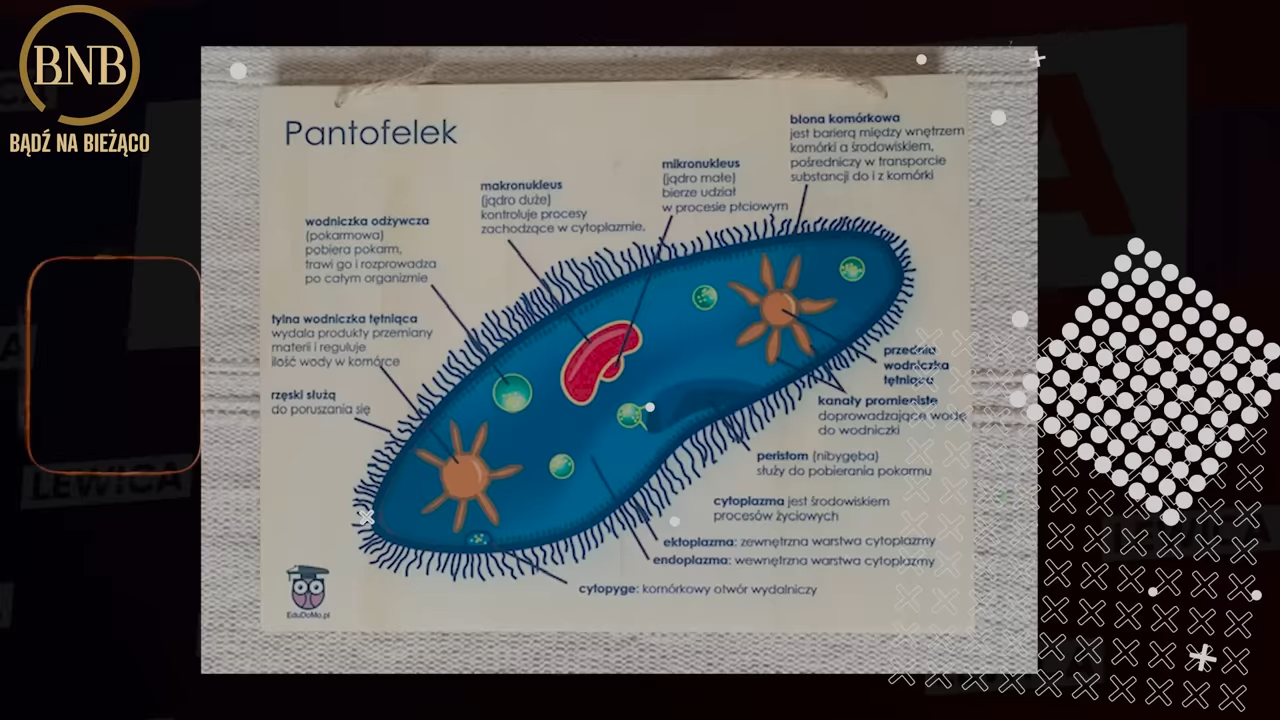 BNB
BĄDŹ NA BIEŻĄCO
Pantofelek
błona komórkowa
jest barierą między wnętrzem
komórki a środowiskiem,
pośredniczy w transporcie
substancji do i z komórki
mikronukleus
(jądro małe)
bierze udział
w procesie płciowym
makronukleus
(jądro duże)
kontroluje procesy
zachodzące w cytoplazmie,
wodniczka odżywcza
(pokarmowa)
pobiera pokarm,
trawi go i rozprowadza
po całym organizmie
tylna wodniczka tętniąca
wydala produkty przemiany
materii i reguluje
ilość wody w komórce
rzęski służą
do poruszania się
przednia
wodniczka
tętniąca
kanały promieniste
doprowadzające wodę
do wodniczki
peristom (nibygęba)
służy do pobierania pokarmu
cytoplazma jest środowiskiem
procesów życiowych
ektoplazma: zewnętrzna warstwa cytoplazmy
endoplazma: wewnętrzna warstwa cytoplazmy
cytopyge: komórkowy otwór wydalniczy
EduDoMo.pl
LEWICA